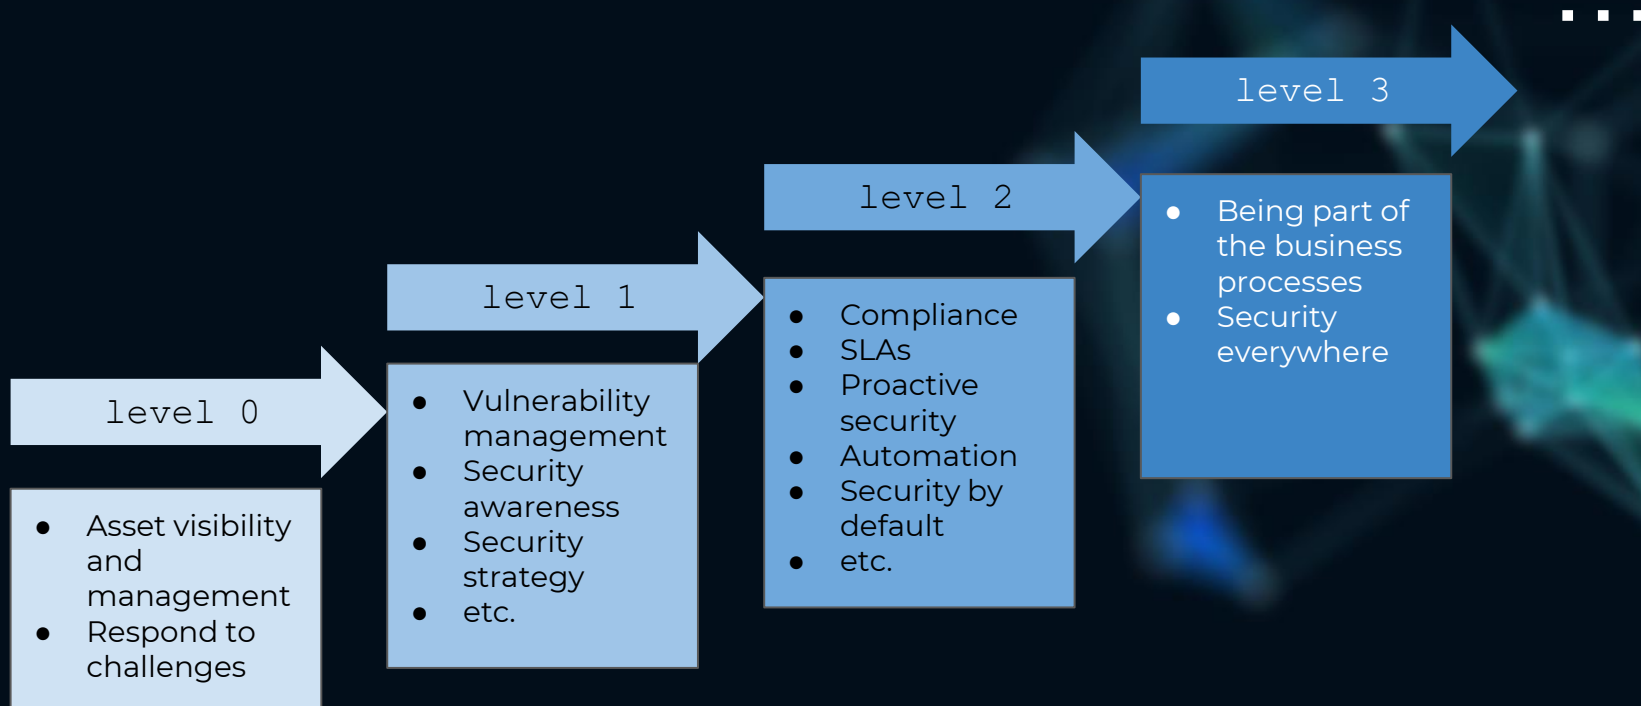 level 0
● Asset visibility
and
management
● Respond to
challenges
level 1
● Vulnerability
management
● Security
awareness
● Security
strategy
● etc.
level 2
● Compliance
● SLAs
● Proactive
security
● Automation
● Security by
default
● etc.
level 3
● Being part of
the business
processes
● Security
everywhere